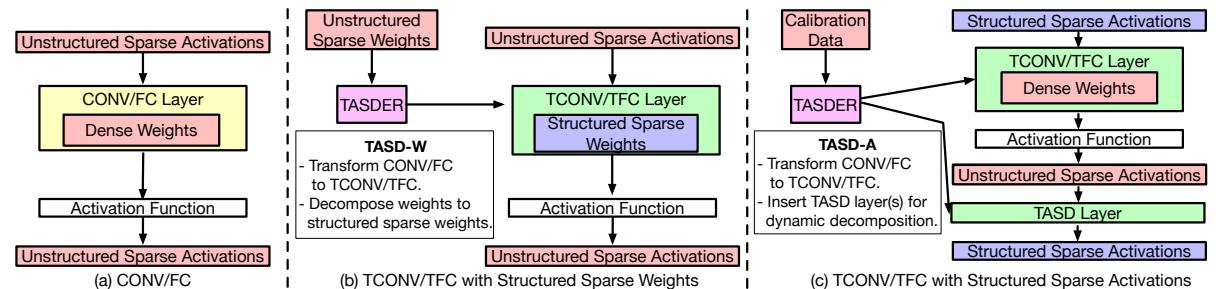 Unstructured Sparse Activations
CONV/FC Layer
Dense Weights
Activation Function
Unstructured Sparse Activations
(a) CONV/FC
Unstructured
Sparse Weights
TASDER
TASD-W
- Transform CONV/FC
to TCONV/TFC.
- Decompose weights to
structured sparse weights.
Unstructured Sparse Activations
TCONV/TFC Layer
Structured Sparse
Weights
Activation Function
Unstructured Sparse Activations
(b) TCONV/TFC with Structured Sparse Weights
Calibration
Data
TASDER
TASD-A
- Transform CONV/FC
to TCONV/TFC.
- Insert TASD layer(s) for
dynamic decomposition.
Structured Sparse Activations
TCONV/TFC Layer
Dense Weights
Activation Function
Unstructured Sparse Activations
TASD Layer
Structured Sparse Activations
(c) TCONV/TFC with Structured Sparse Activations